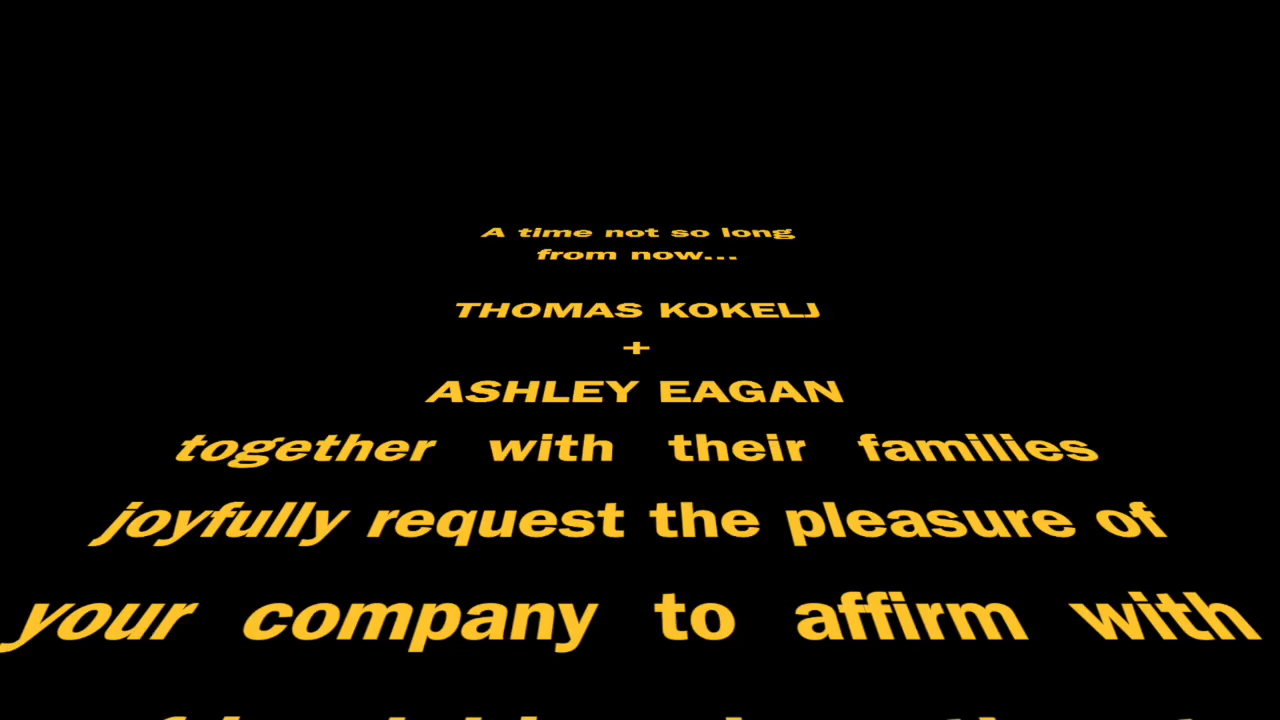 A time not so long
from now...
THOMAS KOKELJ
+
ASHLEY EAGAN
together with their families
joyfully request the pleasure of
your company to affirm with